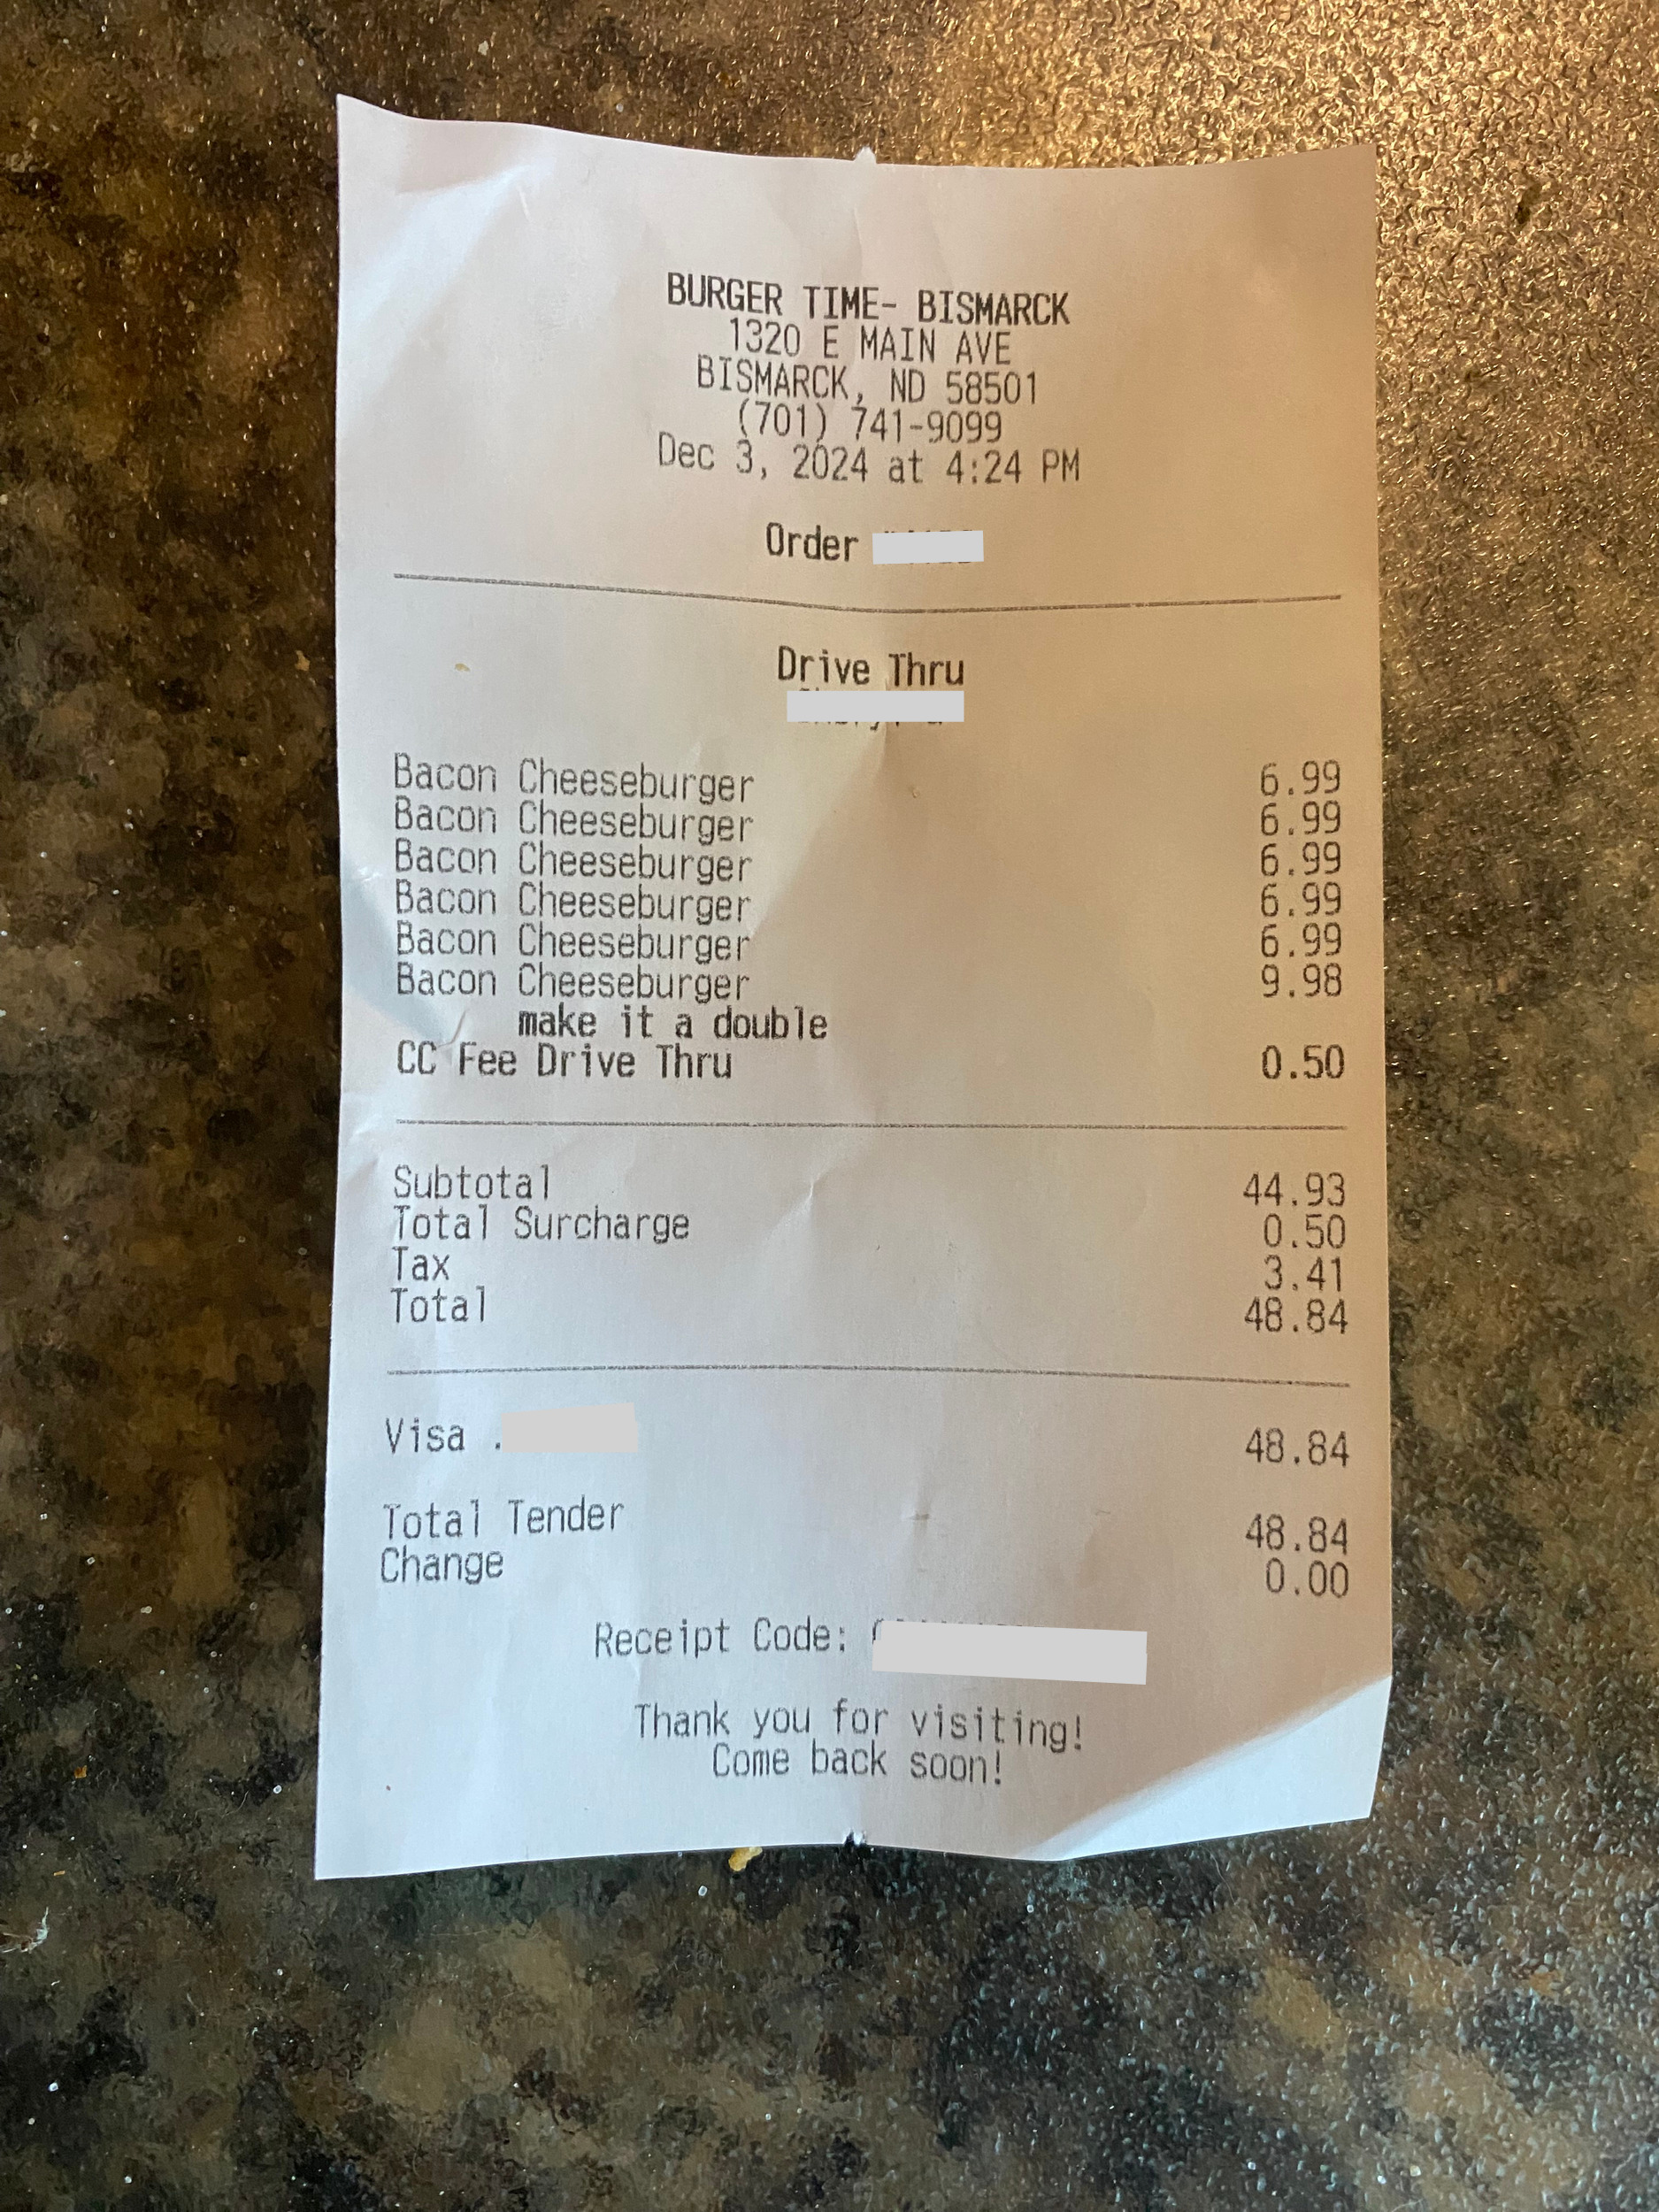 BURGER TIME- BISMARCK
1320 E MAIN AVE
BISMARCK, ND 58501
(701) 741-9099
Dec 3, 2024 at 4:24 PM
Order
Drive Thru
Bacon Cheeseburger 6.99
Bacon Cheeseburger 6.99
Bacon Cheeseburger 6.99
Bacon Cheeseburger 6.99
Bacon Cheeseburger 6.99
Bacon Cheeseburger 9.98
make it a double
CC Fee Drive Thru 0.50
Subtotal 44.93
Total Surcharge 0.50
Tax 3.41
Total 48.84
Visa . 48.84
Total Tender 48.84
Change 0.00
Receipt Code:
Thank you for visiting!
Come back soon!